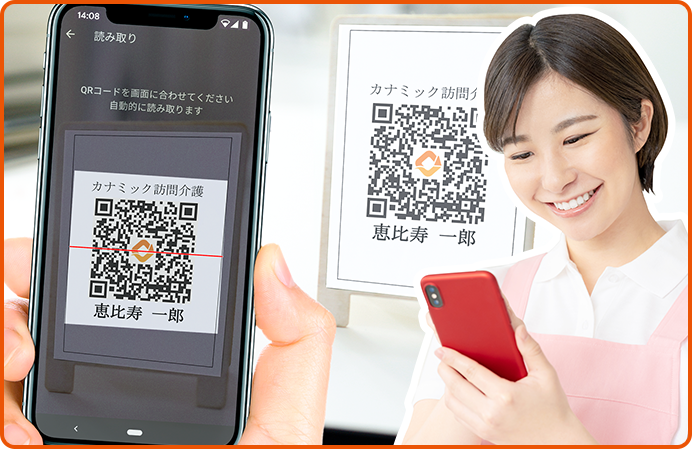 14:08
読み取り
QRコードを画面に合わせてください
自動的に読み取ります
カナミック訪問介護
恵比寿 一郎
カナミック訪問介
恵比寿 一郎